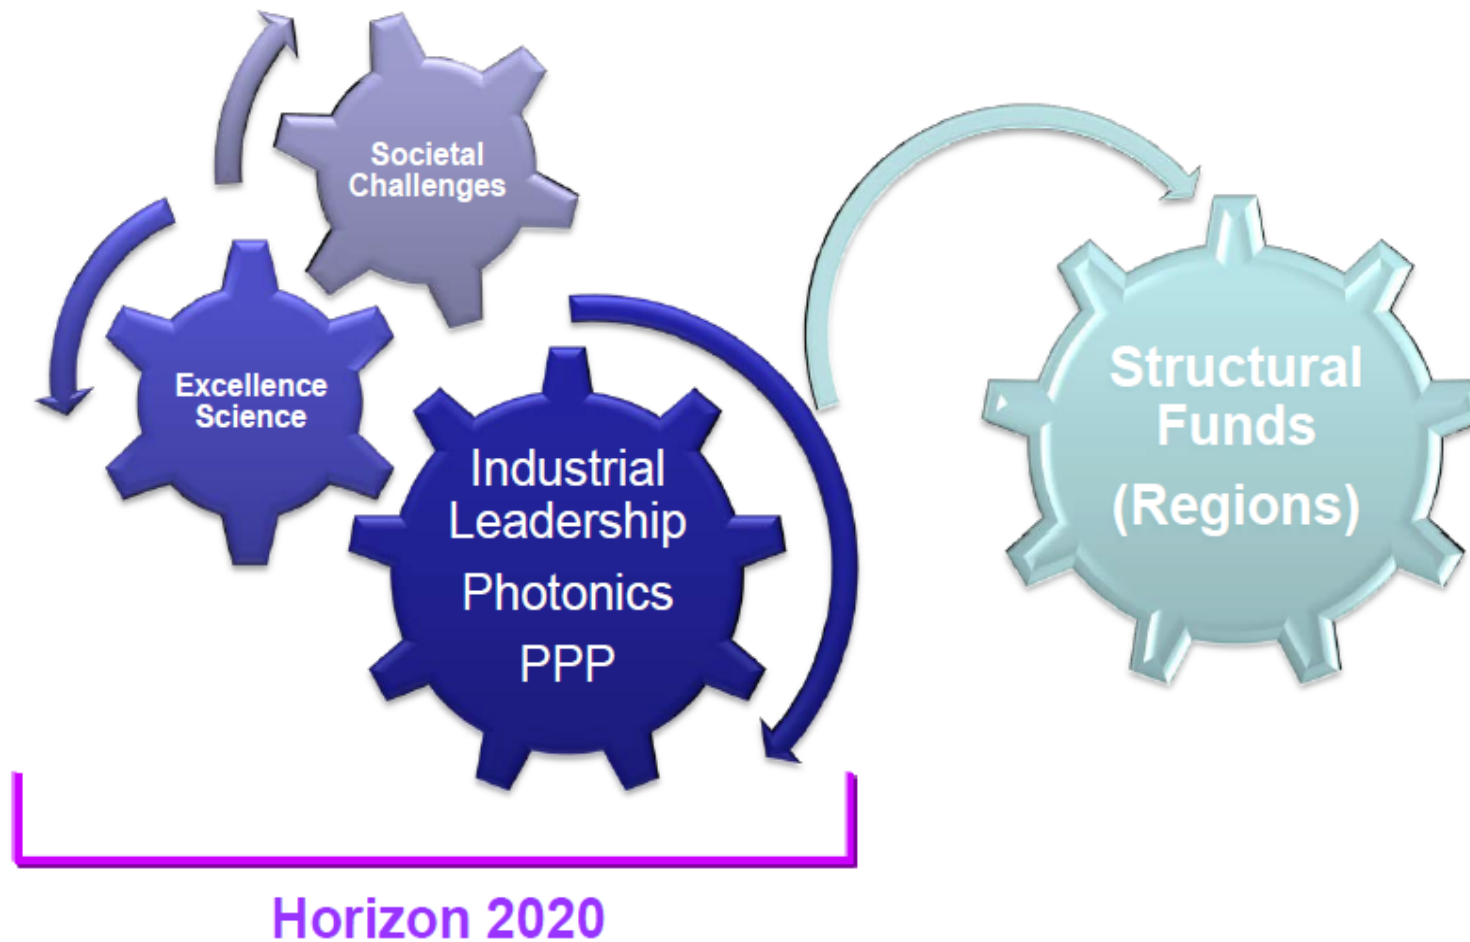 Societal
Challenges
Excellence
Science
Industrial
Leadership
Photonics
PPP
Structural
Funds
(Regions)
Horizon 2020